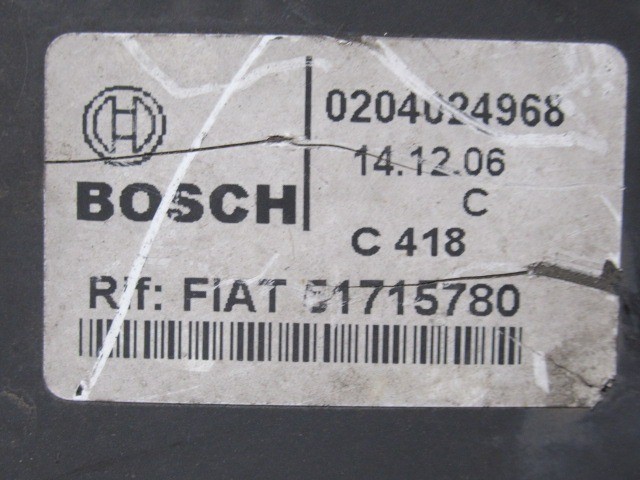 0204024968
14.12.06
C
BOSCH
C 418
Rif: FIAT 51715780